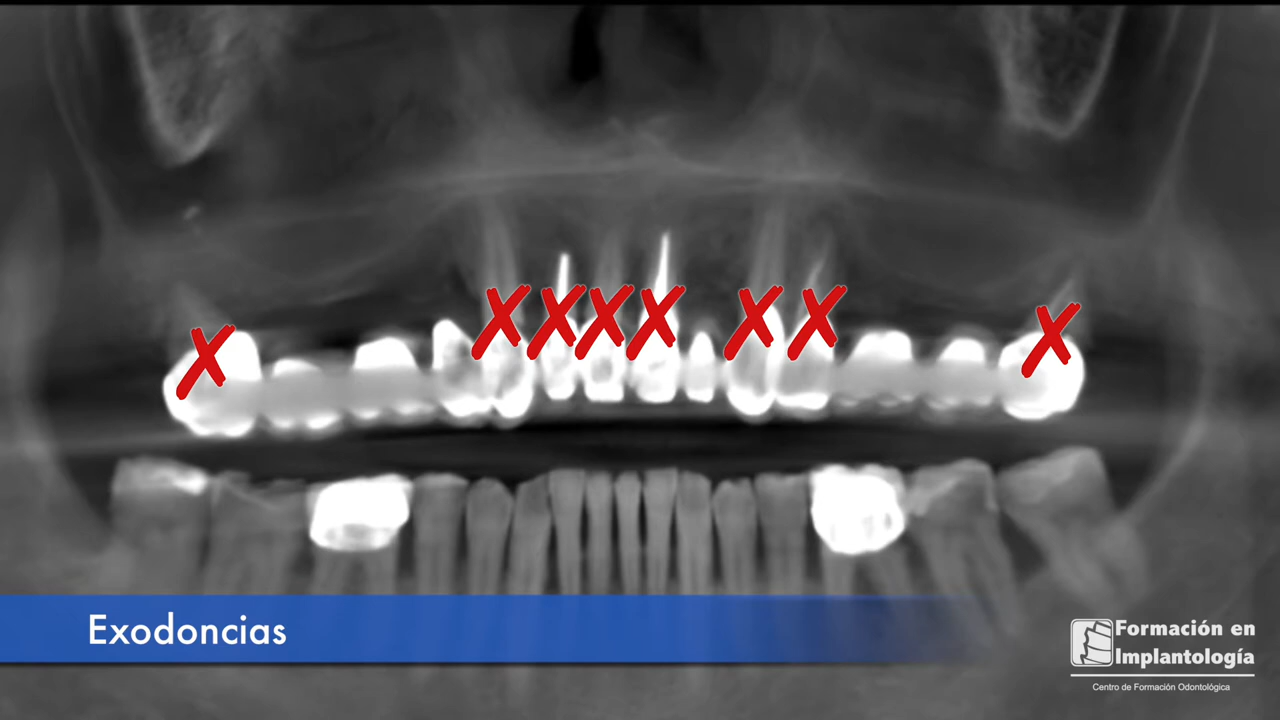 Exodoncias
Formación en
Implantología
Centro de Formación Odontológica